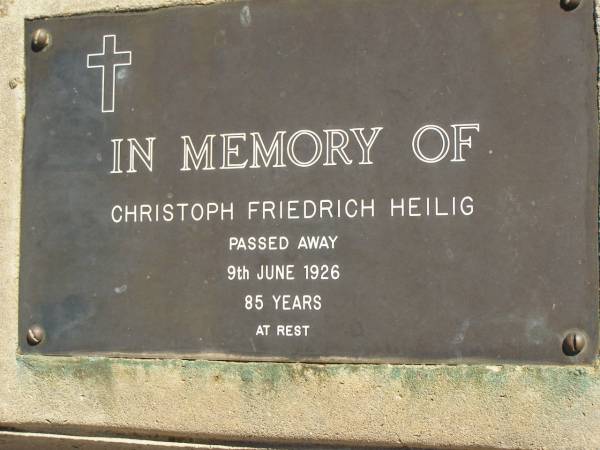 IN MEMORY OF
CHRISTOPH FRIEDRICH HEILIG
PASSED AWAY
9th JUNE 1926
85 YEARS
AT REST